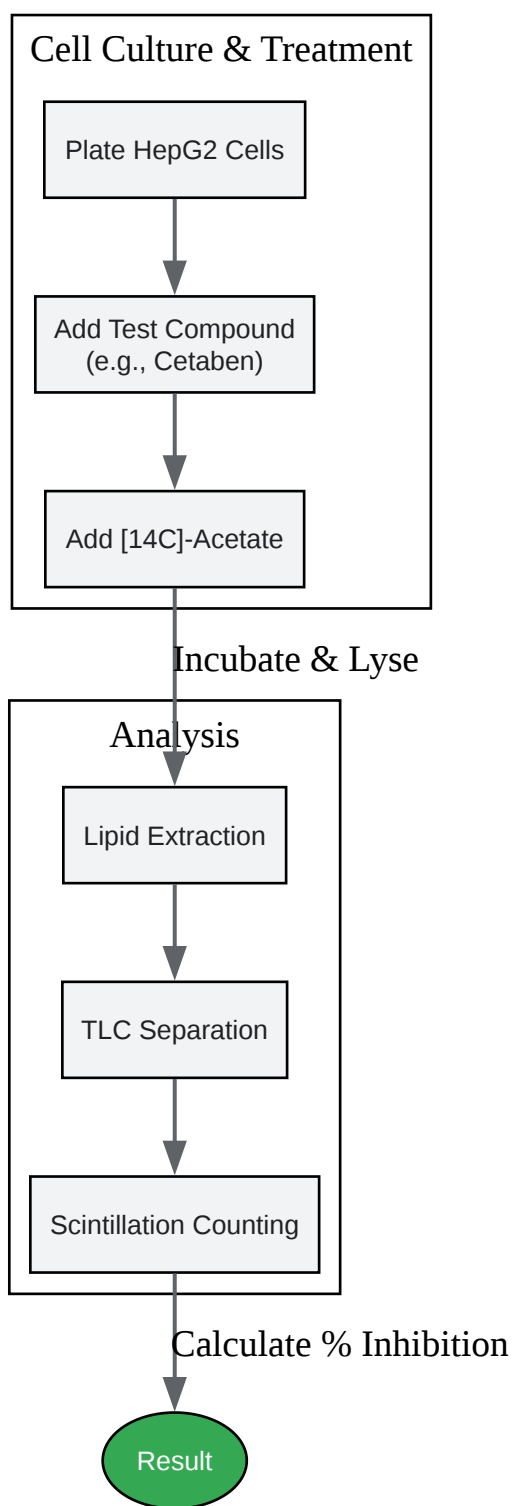 Cell Culture & Treatment
Plate HepG2 Cells
Add Test Compound
(e.g., Cetaben)
Add [14C]-Acetate
Incubate & Lyse
Analysis
Lipid Extraction
TLC Separation
Scintillation Counting
Calculate % Inhibition
Result